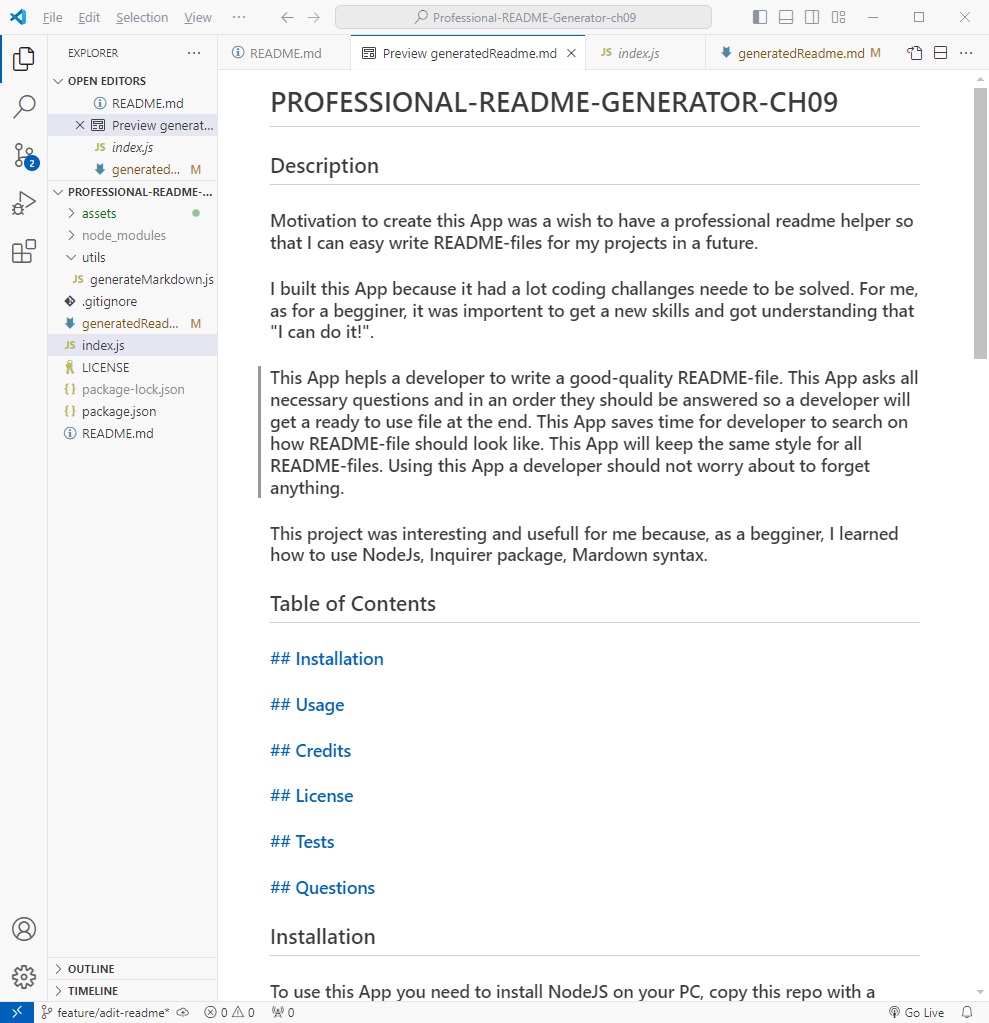 File Edit Selection View ··· Professional-README-Generator-ch09
EXPLORER ···
README.md Preview generatedReadme.md JS index.js generatedReadme.md M ···
OPEN EDITORS
README.md
Preview generat...
JS index.js
generated... M
PROFESSIONAL-README-...
assets
node_modules
utils
JS generateMarkdown.js
.gitignore
generatedRead... M
JS index.js
LICENSE
{} package-lock.json
{} package.json
README.md
2
OUTLINE
TIMELINE
PROFESSIONAL-README-GENERATOR-CH09
Description
Motivation to create this App was a wish to have a professional readme helper so
that I can easy write README-files for my projects in a future.
I built this App because it had a lot coding challanges neede to be solved. For me,
as for a begginer, it was importent to get a new skills and got understanding that
"I can do it!".
This App hepls a developer to write a good-quality README-file. This App asks all
necessary questions and in an order they should be answered so a developer will
get a ready to use file at the end. This App saves time for developer to search on
how README-file should look like. This App will keep the same style for all
README-files. Using this App a developer should not worry about to forget
anything.
This project was interesting and usefull for me because, as a begginer, I learned
how to use NodeJs, Inquirer package, Mardown syntax.
Table of Contents
## Installation
## Usage
## Credits
## License
## Tests
## Questions
Installation
To use this App you need to install NodeJS on your PC, copy this repo with a
feature/adit-readme* 0 0 0 Go Live